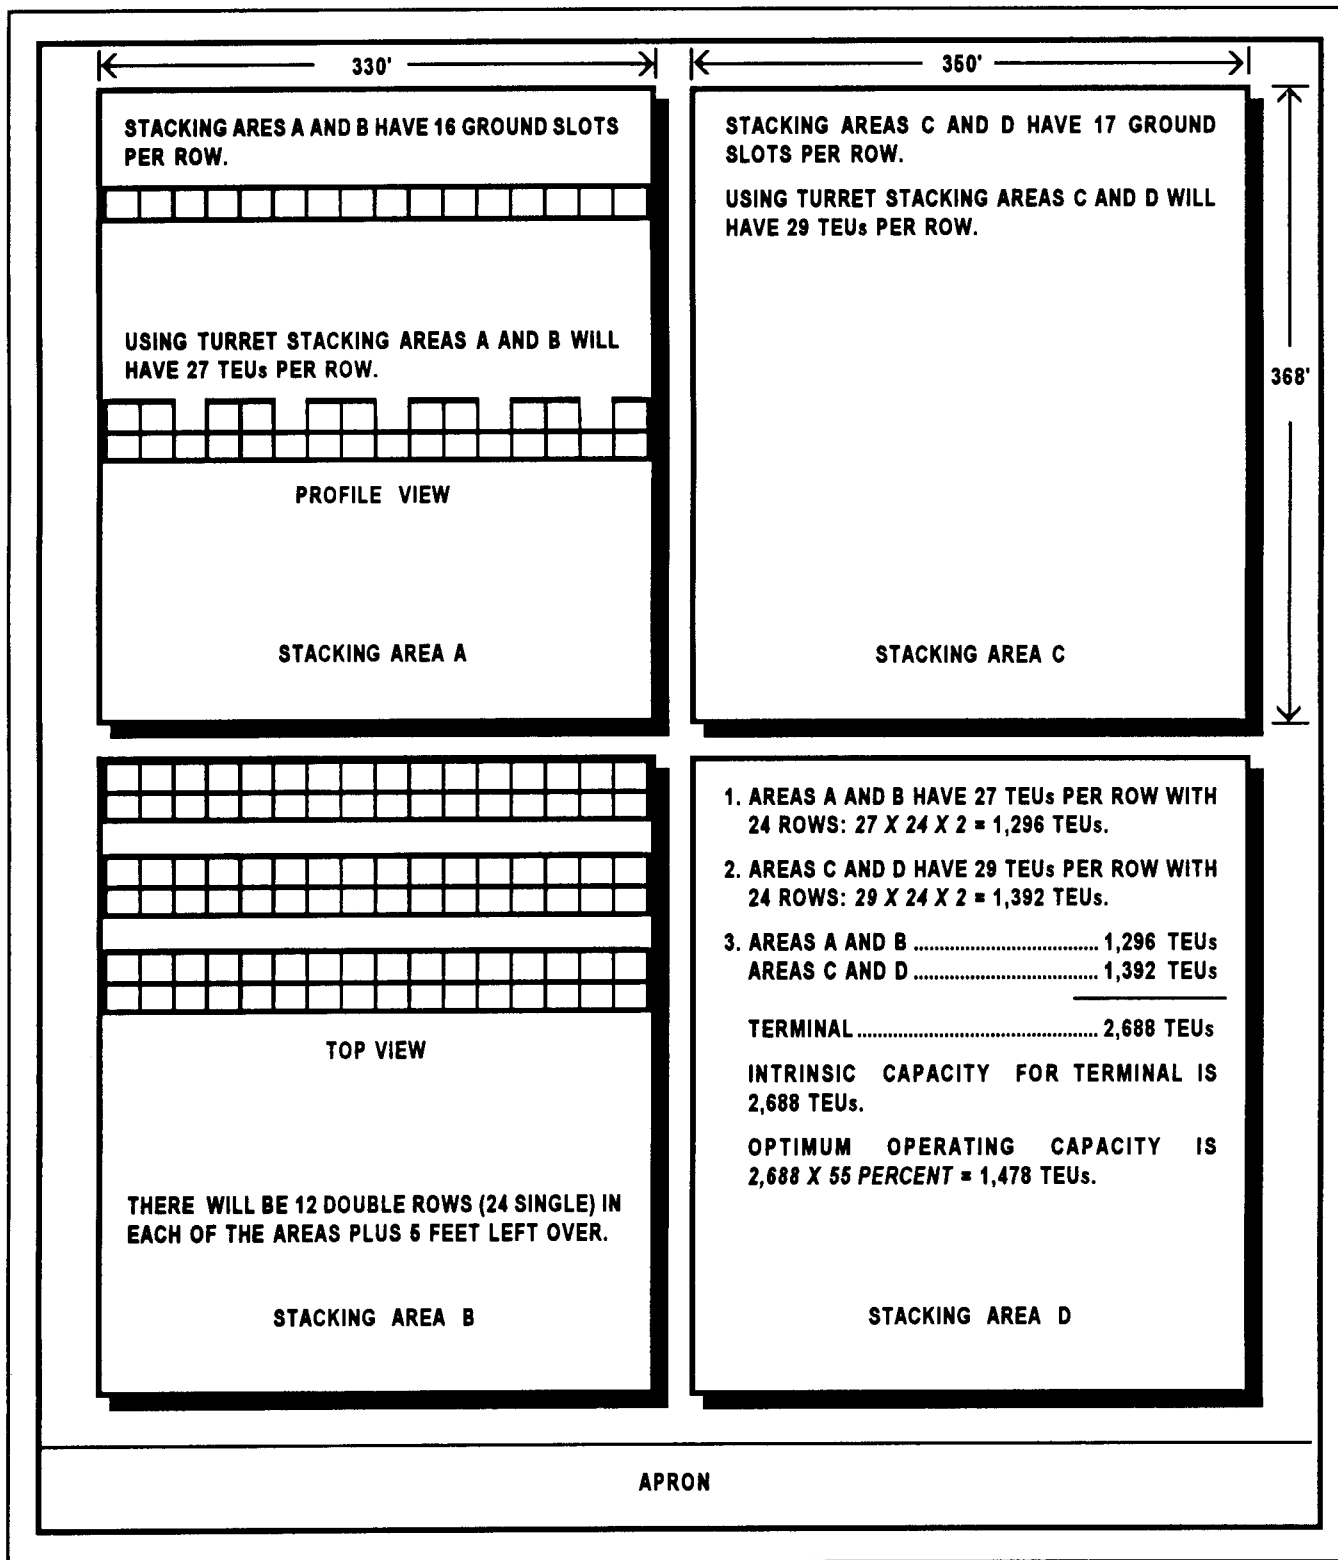 330'
350'
STACKING ARES A AND B HAVE 16 GROUND SLOTS
PER ROW.
USING TURRET STACKING AREAS A AND B WILL
HAVE 27 TEUs PER ROW.
PROFILE VIEW
STACKING AREA A
STACKING AREAS C AND D HAVE 17 GROUND
SLOTS PER ROW.
USING TURRET STACKING AREAS C AND D WILL
HAVE 29 TEUs PER ROW.
STACKING AREA C
368'
TOP VIEW
THERE WILL BE 12 DOUBLE ROWS (24 SINGLE) IN
EACH OF THE AREAS PLUS 5 FEET LEFT OVER.
STACKING AREA B
1. AREAS A AND B HAVE 27 TEUs PER ROW WITH
24 ROWS: 27 X 24 X 2 = 1,296 TEUs.
2. AREAS C AND D HAVE 29 TEUs PER ROW WITH
24 ROWS: 29 X 24 X 2 = 1,392 TEUs.
3. AREAS A AND B .................................... 1,296 TEUs
AREAS C AND D .................................... 1,392 TEUs
TERMINAL ............................................... 2,688 TEUs
INTRINSIC CAPACITY FOR TERMINAL IS
2,688 TEUs.
OPTIMUM OPERATING CAPACITY IS
2,688 X 55 PERCENT = 1,478 TEUs.
STACKING AREA D
APRON